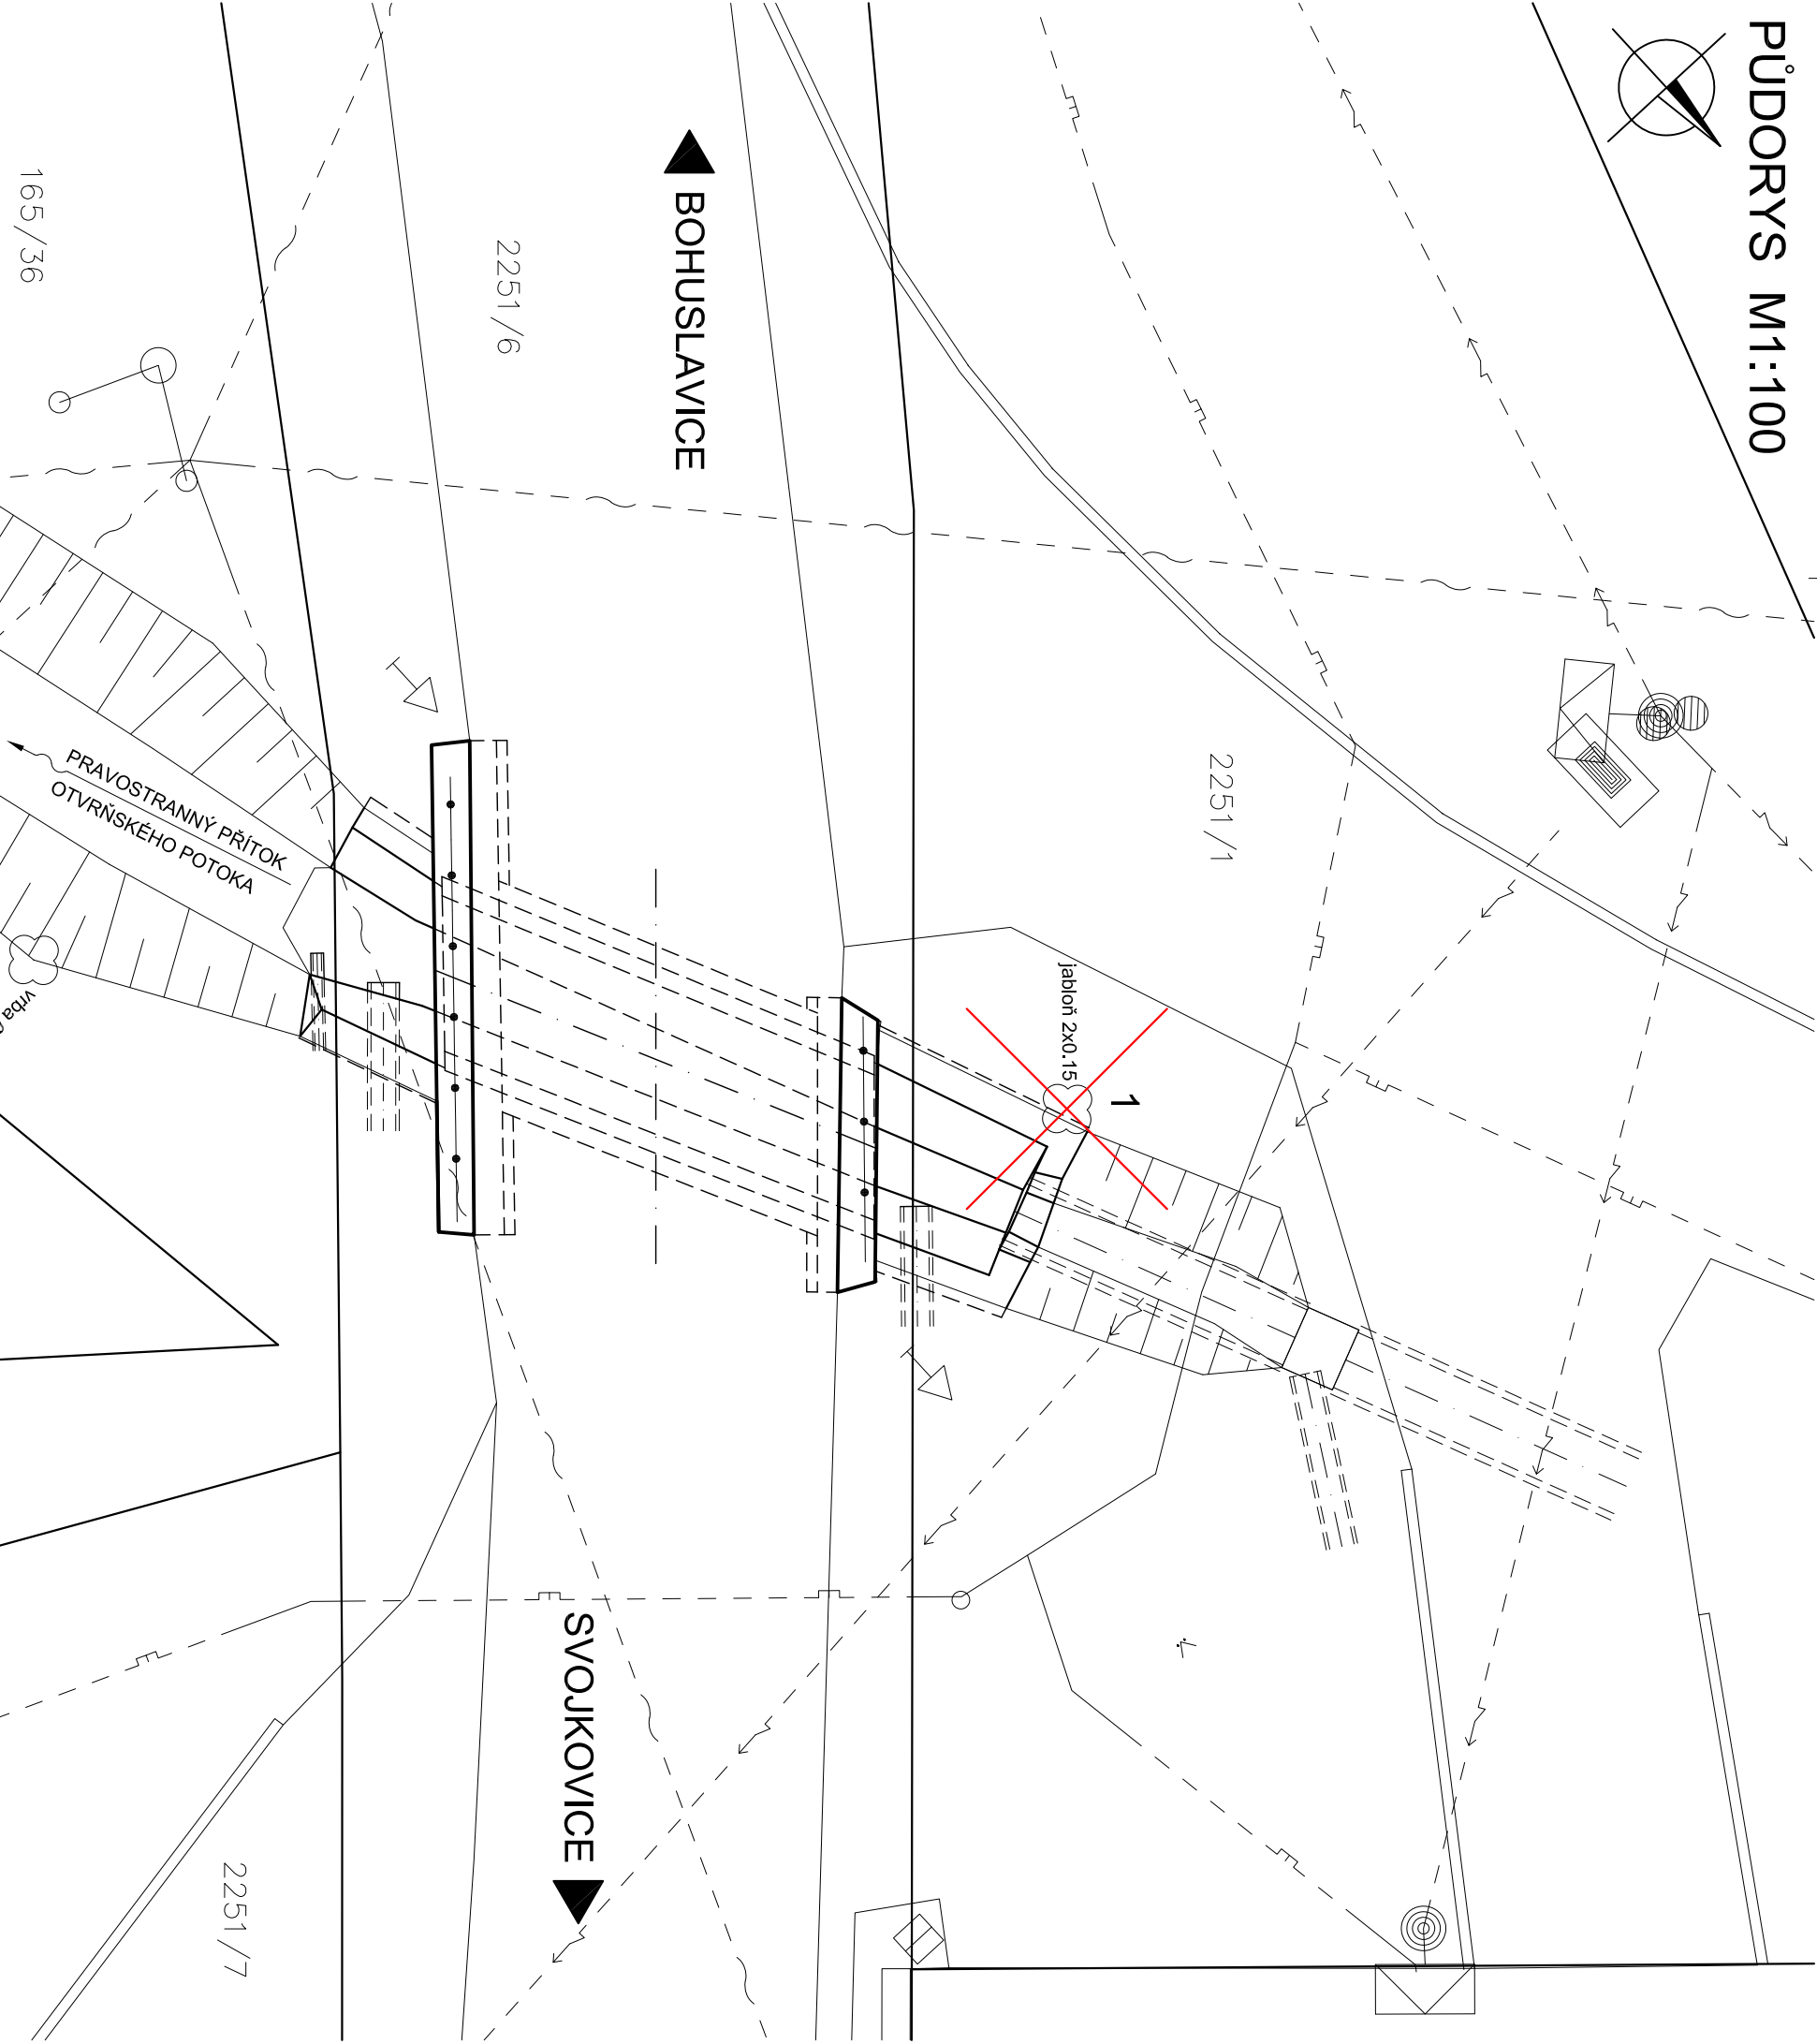 PŮDORYS M1:100
BOHUSLAVICE
2251/6
165/36
2251/1
PRAVOSTRANNÝ PŘÍTOK
OTVRŇSKÉHO POTOKA
jabloň 2x0.15
1
vrba
SVOJKOVICE
2251/7